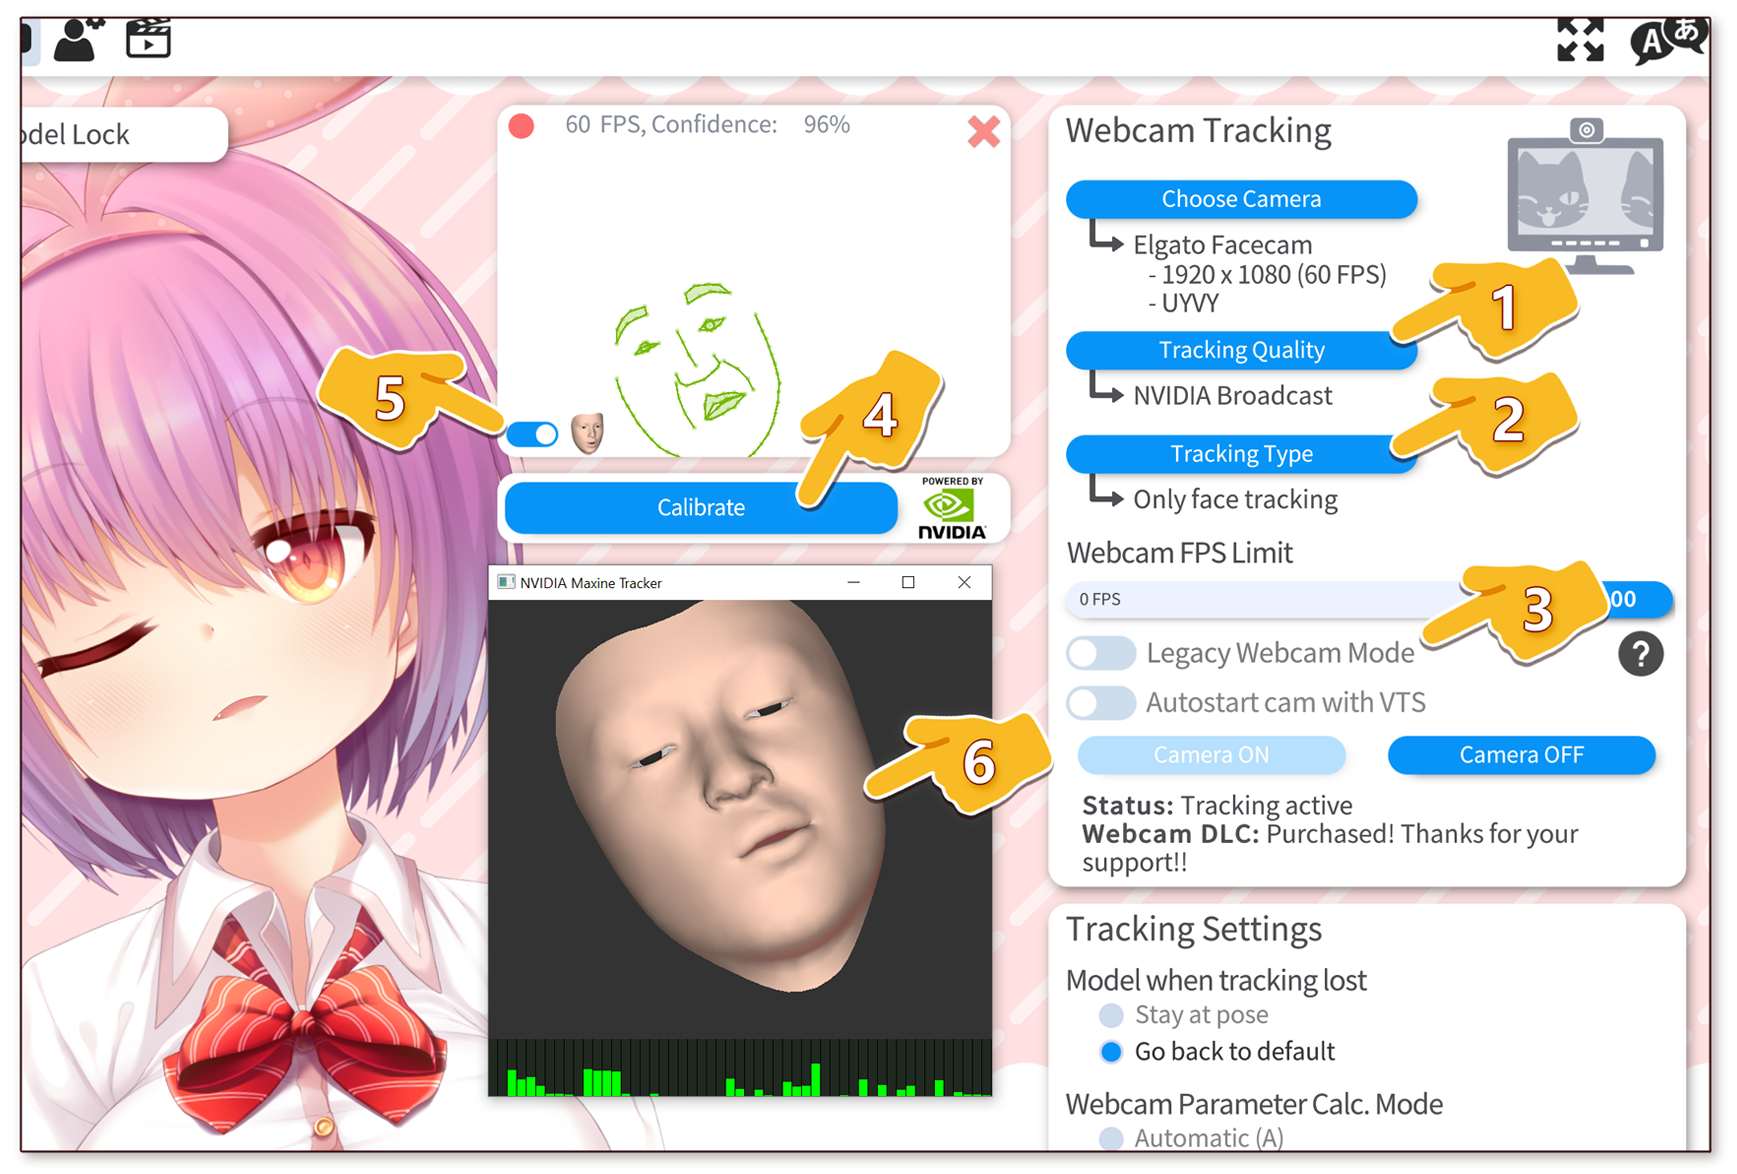 A あ
odel Lock
60 FPS, Confidence: 96%
5
4
Calibrate
POWERED BY
NVIDIA
NVIDIA Maxine Tracker
6
Webcam Tracking
Choose Camera
Elgato Facecam
- 1920 x 1080 (60 FPS)
- UYVY
1
Tracking Quality
NVIDIA Broadcast
2
Tracking Type
Only face tracking
Webcam FPS Limit
0 FPS
00
3
Legacy Webcam Mode
?
Autostart cam with VTS
Camera ON
Camera OFF
Status: Tracking active
Webcam DLC: Purchased! Thanks for your
support!!
Tracking Settings
Model when tracking lost
Stay at pose
Go back to default
Webcam Parameter Calc. Mode
Automatic (A)